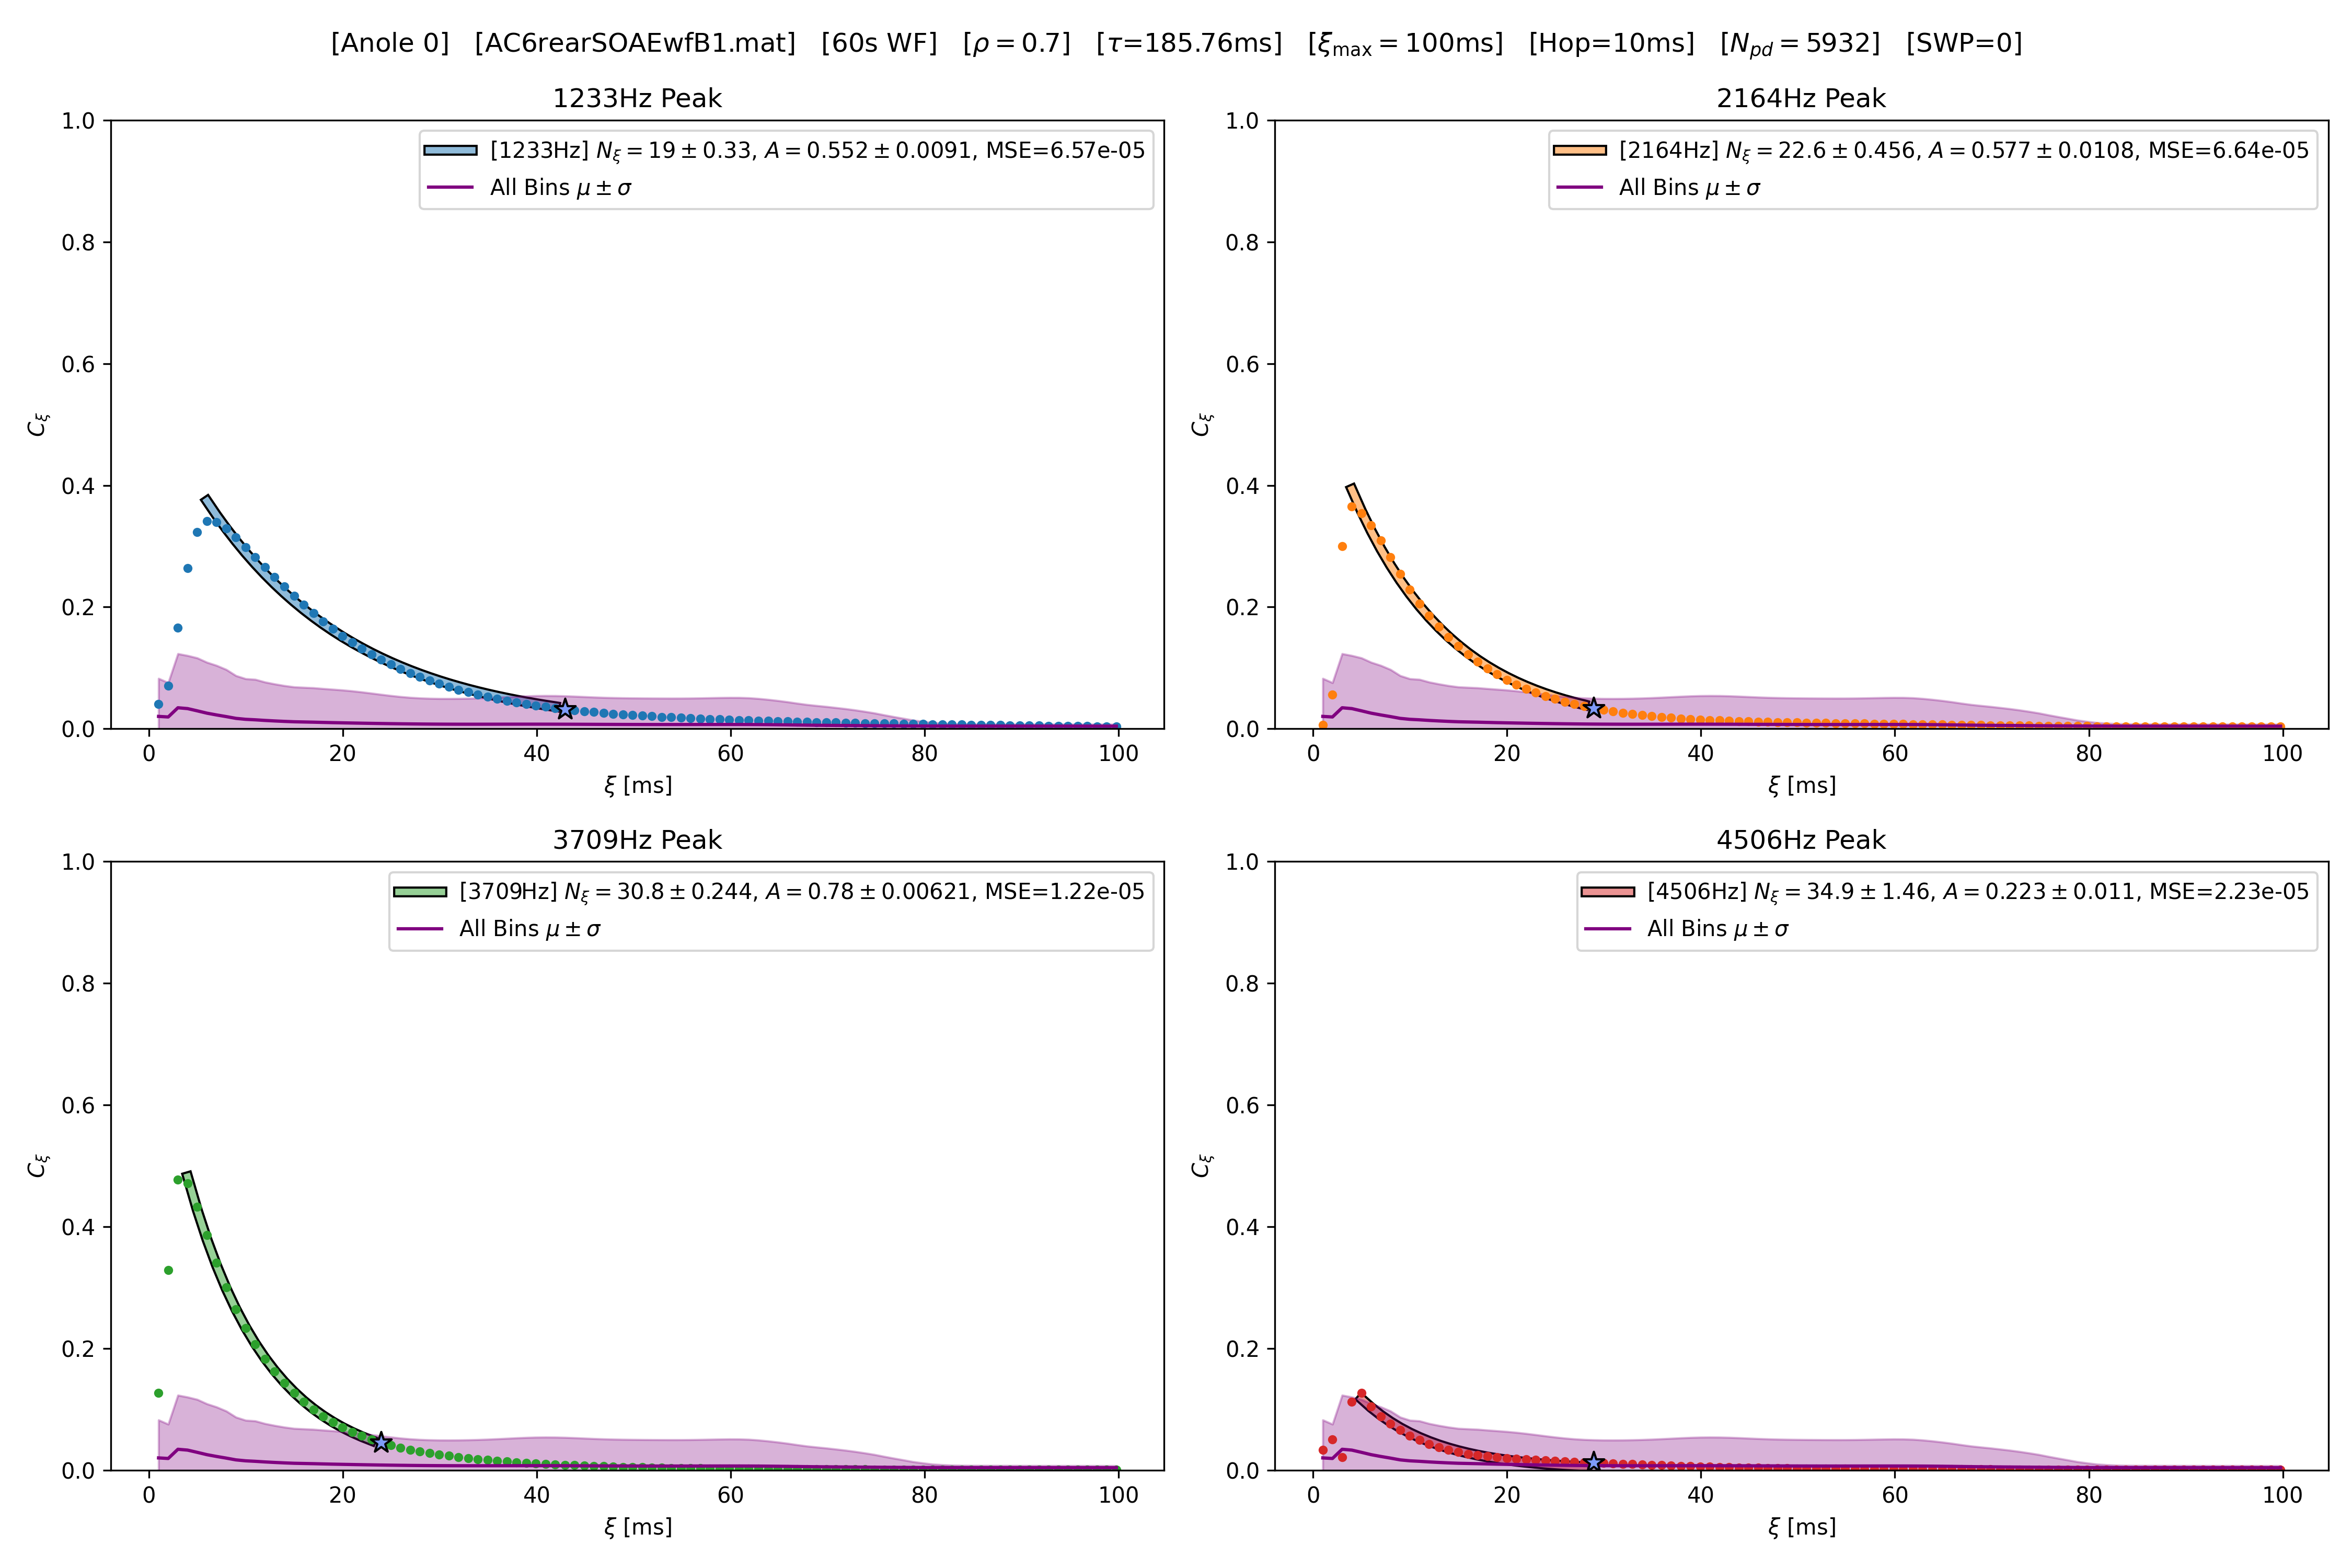 [Anole 0] [AC6rearSOAEwfB1.mat] [60s WF] [ρ = 0.7] [τ=185.76ms] [ξmax = 100ms] [Hop=10ms] [Npd = 5932] [SWP=0]
1233Hz Peak
1.0
0.8
0.6
0.4
0.2
0.0
Cξ
[1233Hz] Nξ = 19 ± 0.33, A = 0.552 ± 0.0091, MSE=6.57e-05
All Bins μ ± σ
0 20 40 60 80 100
ξ [ms]
2164Hz Peak
1.0
0.8
0.6
0.4
0.2
0.0
Cξ
[2164Hz] Nξ = 22.6 ± 0.456, A = 0.577 ± 0.0108, MSE=6.64e-05
All Bins μ ± σ
0 20 40 60 80 100
ξ [ms]
3709Hz Peak
1.0
0.8
0.6
0.4
0.2
0.0
Cξ
[3709Hz] Nξ = 30.8 ± 0.244, A = 0.78 ± 0.00621, MSE=1.22e-05
All Bins μ ± σ
0 20 40 60 80 100
ξ [ms]
4506Hz Peak
1.0
0.8
0.6
0.4
0.2
0.0
Cξ
[4506Hz] Nξ = 34.9 ± 1.46, A = 0.223 ± 0.011, MSE=2.23e-05
All Bins μ ± σ
0 20 40 60 80 100
ξ [ms]